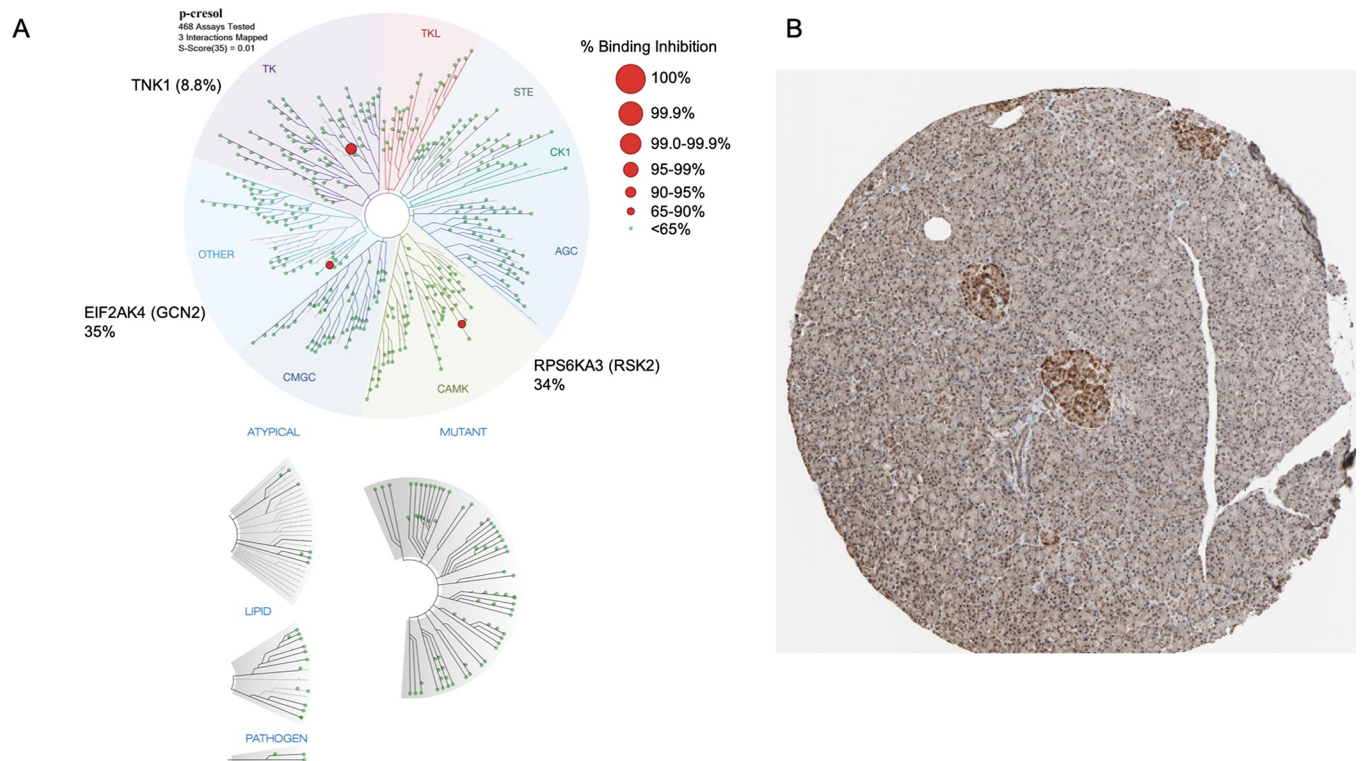 A
p-cresol
468 Assays Tested
3 Interactions Mapped
S-Score(35) = 0.01
TKL
TK
TNK1 (8.8%)
STE
CK1
OTHER
AGC
EIF2AK4 (GCN2)
35%
RPS6KA3 (RSK2)
34%
CMGC
CAMK
% Binding Inhibition
100%
99.9%
99.0-99.9%
95-99%
90-95%
65-90%
<65%
ATYPICAL
MUTANT
LIPID
PATHOGEN
B